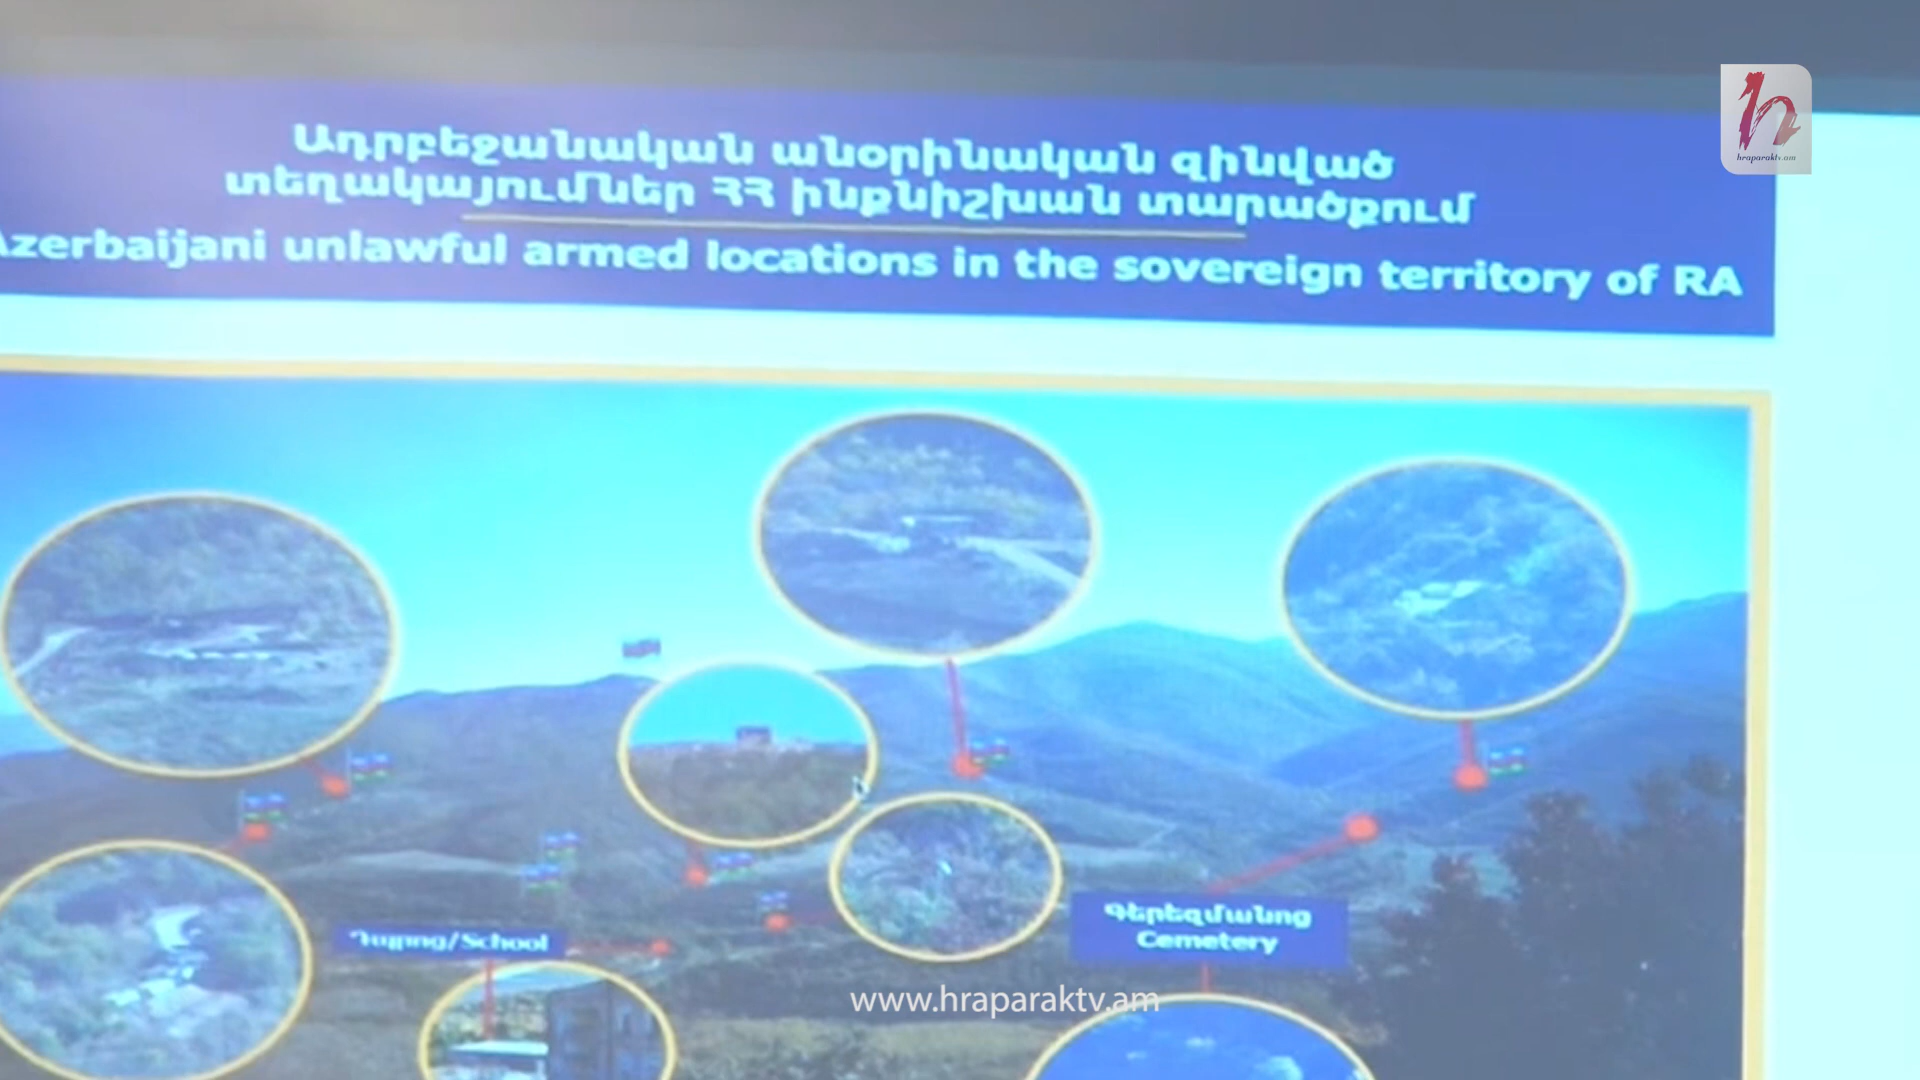 hraparaktv.am
Ադրբեջանական անօրինական զինված
տեղակայումներ ՀՀ ինքնիշխան տարածքում
Azerbaijani unlawful armed locations in the sovereign territory of RA
Դպրոց/School
Գերեզմանոց
Cemetery
www.hraparaktv.am